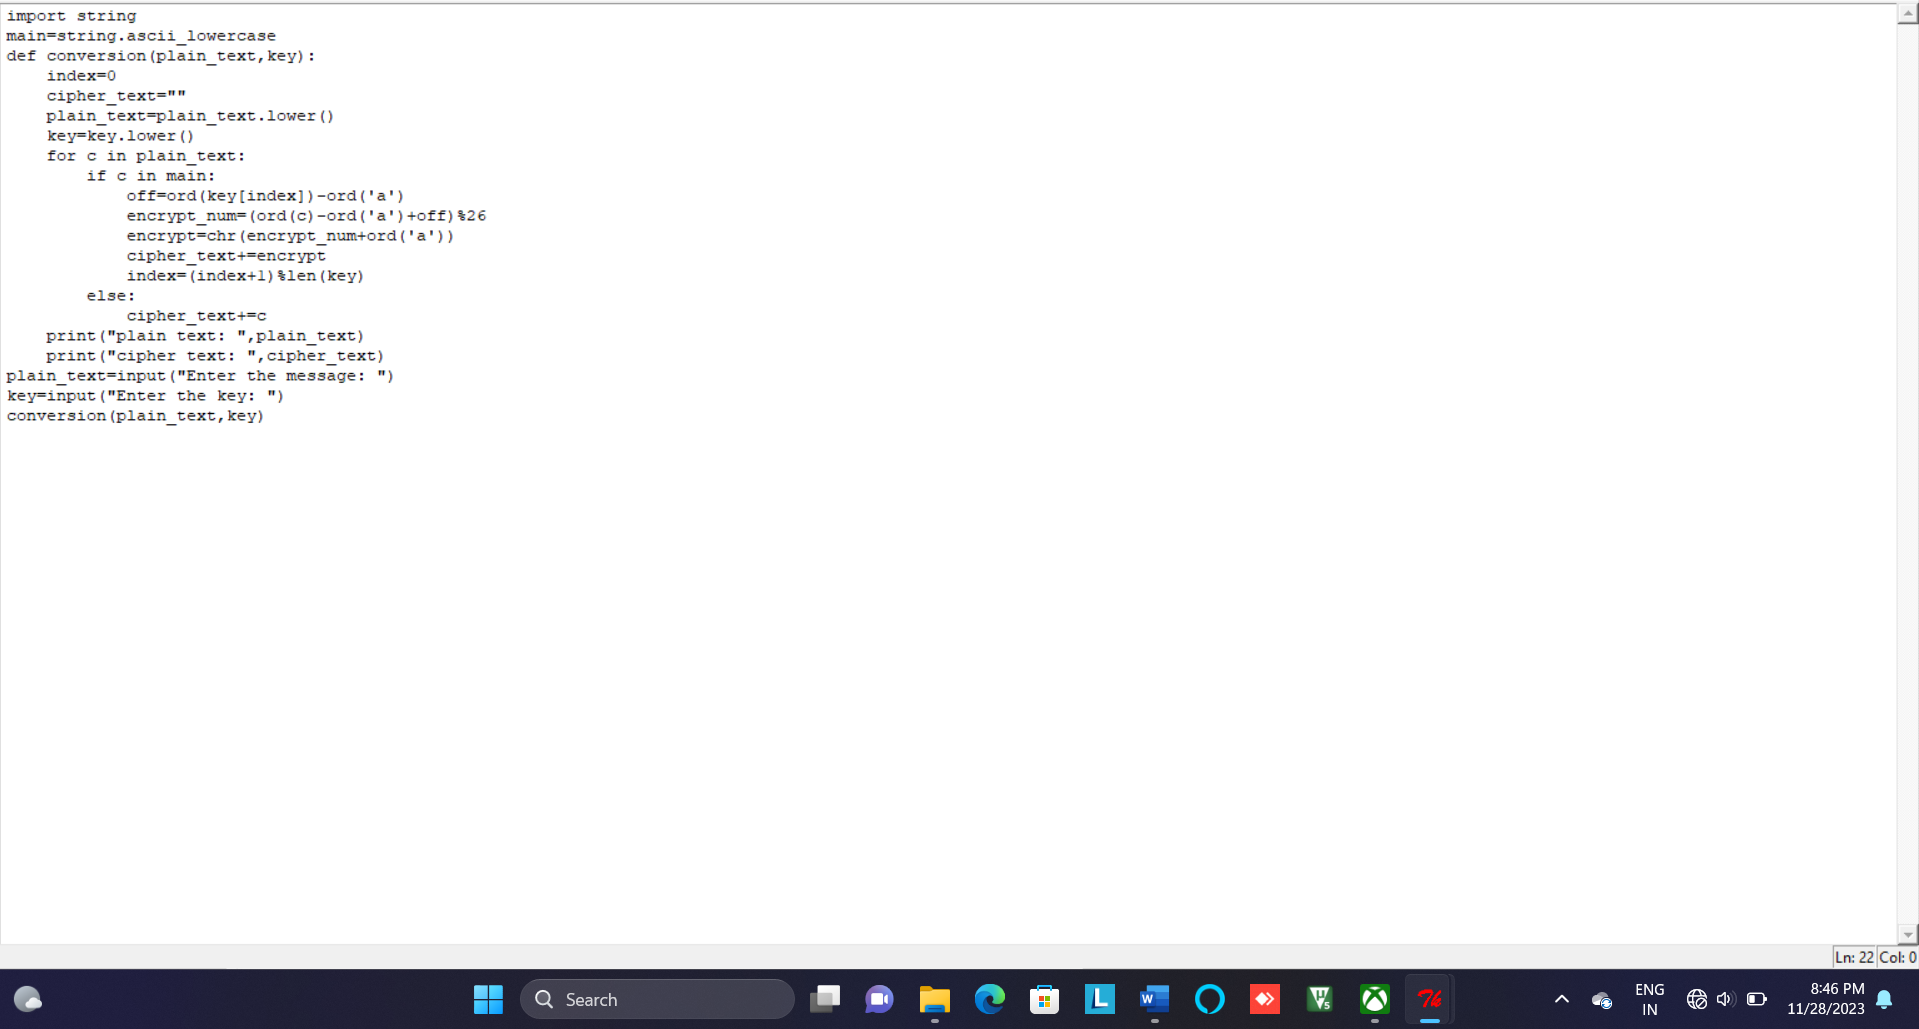 import string
main=string.ascii_lowercase
def conversion(plain_text,key):
    index=0
    cipher_text=""
    plain_text=plain_text.lower()
    key=key.lower()
    for c in plain_text:
        if c in main:
            off=ord(key[index])-ord('a')
            encrypt_num=(ord(c)-ord('a')+off)%26
            encrypt=chr(encrypt_num+ord('a'))
            cipher_text+=encrypt
            index=(index+1)%len(key)
        else:
            cipher_text+=c
    print("plain text: ",plain_text)
    print("cipher text: ",cipher_text)
plain_text=input("Enter the message: ")
key=input("Enter the key: ")
conversion(plain_text,key)
Ln: 22 Col: 0
Search
L
W
ENG
IN
8:46 PM
11/28/2023